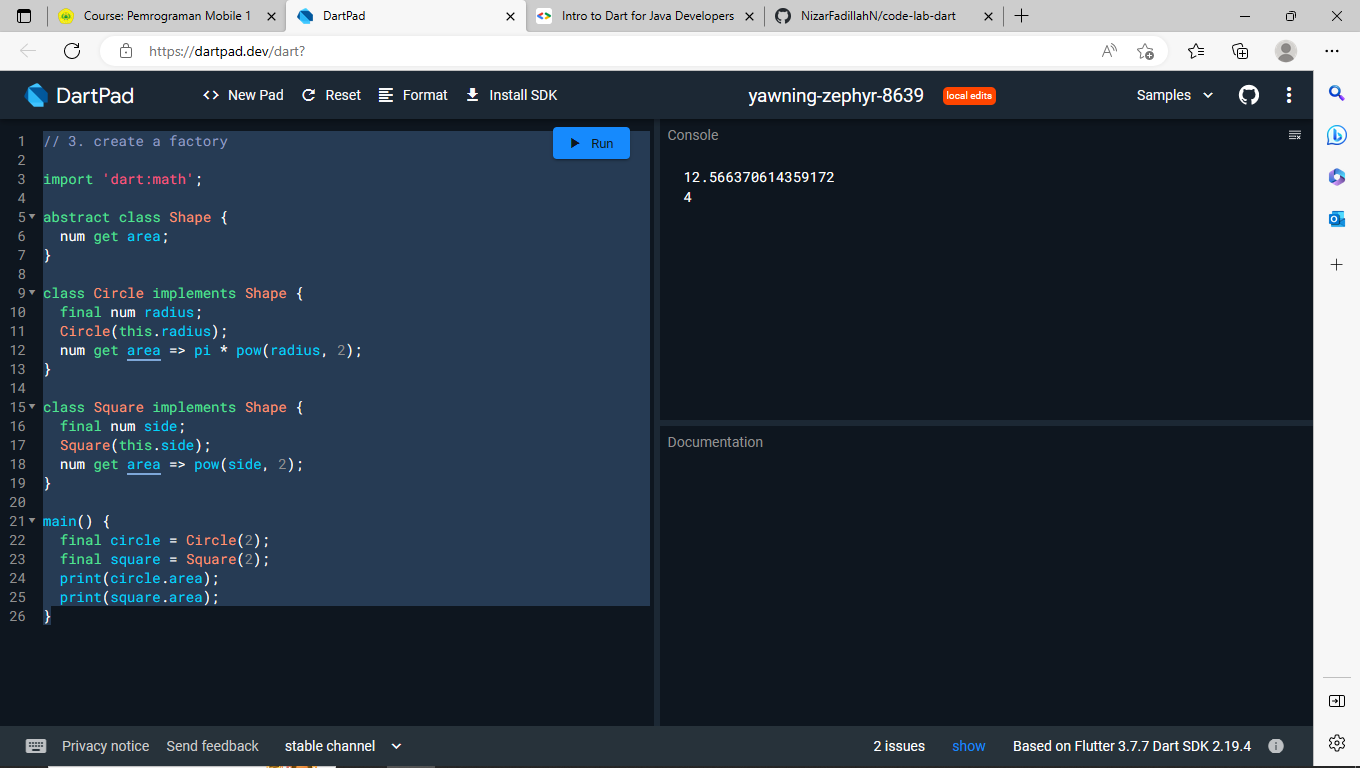 Course: Pemrograman Mobile 1
DartPad
Intro to Dart for Java Developers
NizarFadillahN/code-lab-dart
https://dartpad.dev/dart?
DartPad
<> New Pad
Reset
Format
Install SDK
yawning-zephyr-8639
local edits
Samples
1 // 3. create a factory
Run
2
3 import 'dart:math';
4
5 abstract class Shape {
6   num get area;
7 }
8
9 class Circle implements Shape {
10   final num radius;
11   Circle(this.radius);
12   num get area => pi * pow(radius, 2);
13 }
14
15 class Square implements Shape {
16   final num side;
17   Square(this.side);
18   num get area => pow(side, 2);
19 }
20
21 main() {
22   final circle = Circle(2);
23   final square = Square(2);
24   print(circle.area);
25   print(square.area);
26 }
Console
12.566370614359172
4
Documentation
Privacy notice
Send feedback
stable channel
2 issues
show
Based on Flutter 3.7.7 Dart SDK 2.19.4